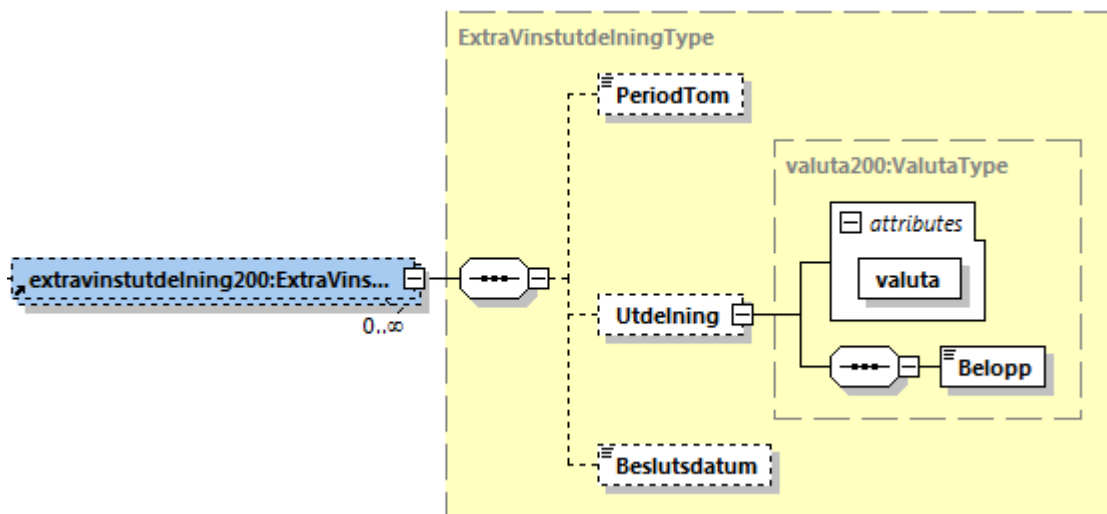 ExtraVinstutdelningType
PeriodTom
valuta200:ValutaType
attributes
valuta
extravinstutdelning200:ExtraVins...
0..∞
Utdelning
Belopp
Beslutsdatum